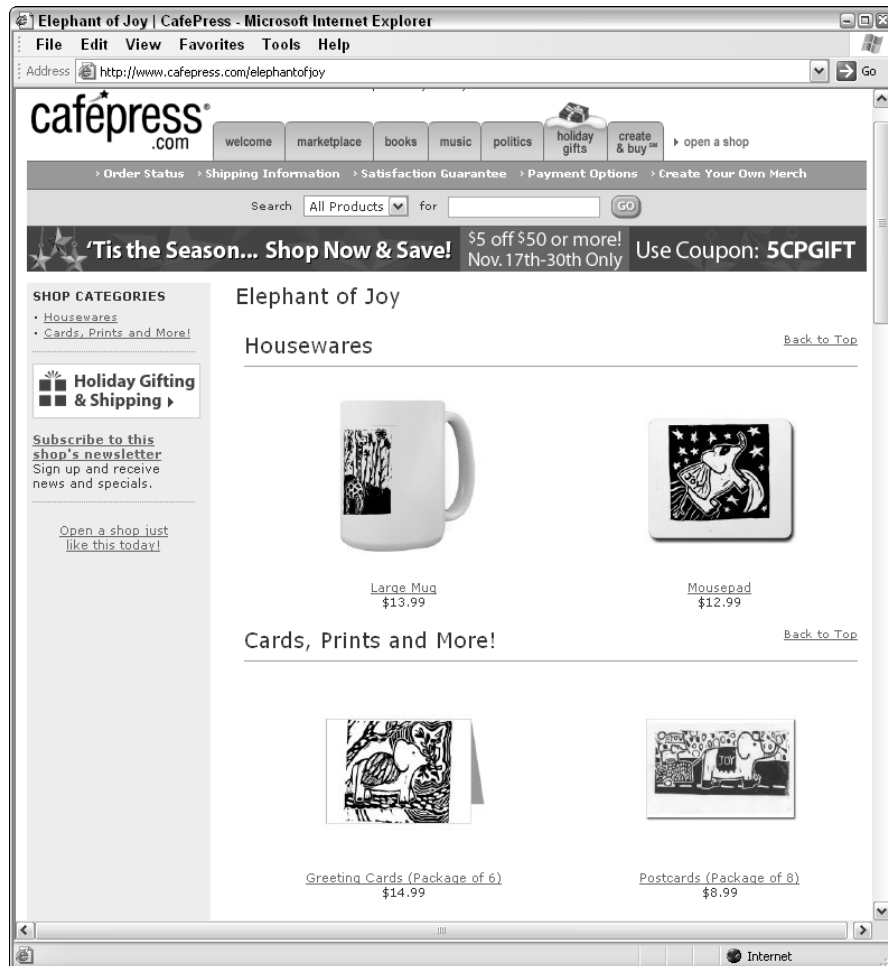 Elephant of Joy | CafePress - Microsoft Internet Explorer
File Edit View Favorites Tools Help
Address http://www.cafepress.com/elephantofjoy Go
cafépress®
.com
welcome marketplace books music politics holiday gifts create & buy℠ open a shop
› Order Status › Shipping Information › Satisfaction Guarantee › Payment Options › Create Your Own Merch
Search All Products for GO
'Tis the Season... Shop Now & Save! $5 off $50 or more! Nov. 17th-30th Only Use Coupon: 5CPGIFT
SHOP CATEGORIES
• Housewares
• Cards, Prints and More!
Holiday Gifting
& Shipping
Subscribe to this
shop's newsletter
Sign up and receive
news and specials.
Open a shop just
like this today!
Elephant of Joy
Housewares Back to Top
Large Mug Mousepad
$13.99 $12.99
Cards, Prints and More! Back to Top
JOY
Greeting Cards (Package of 6) Postcards (Package of 8)
$14.99 $8.99
Internet